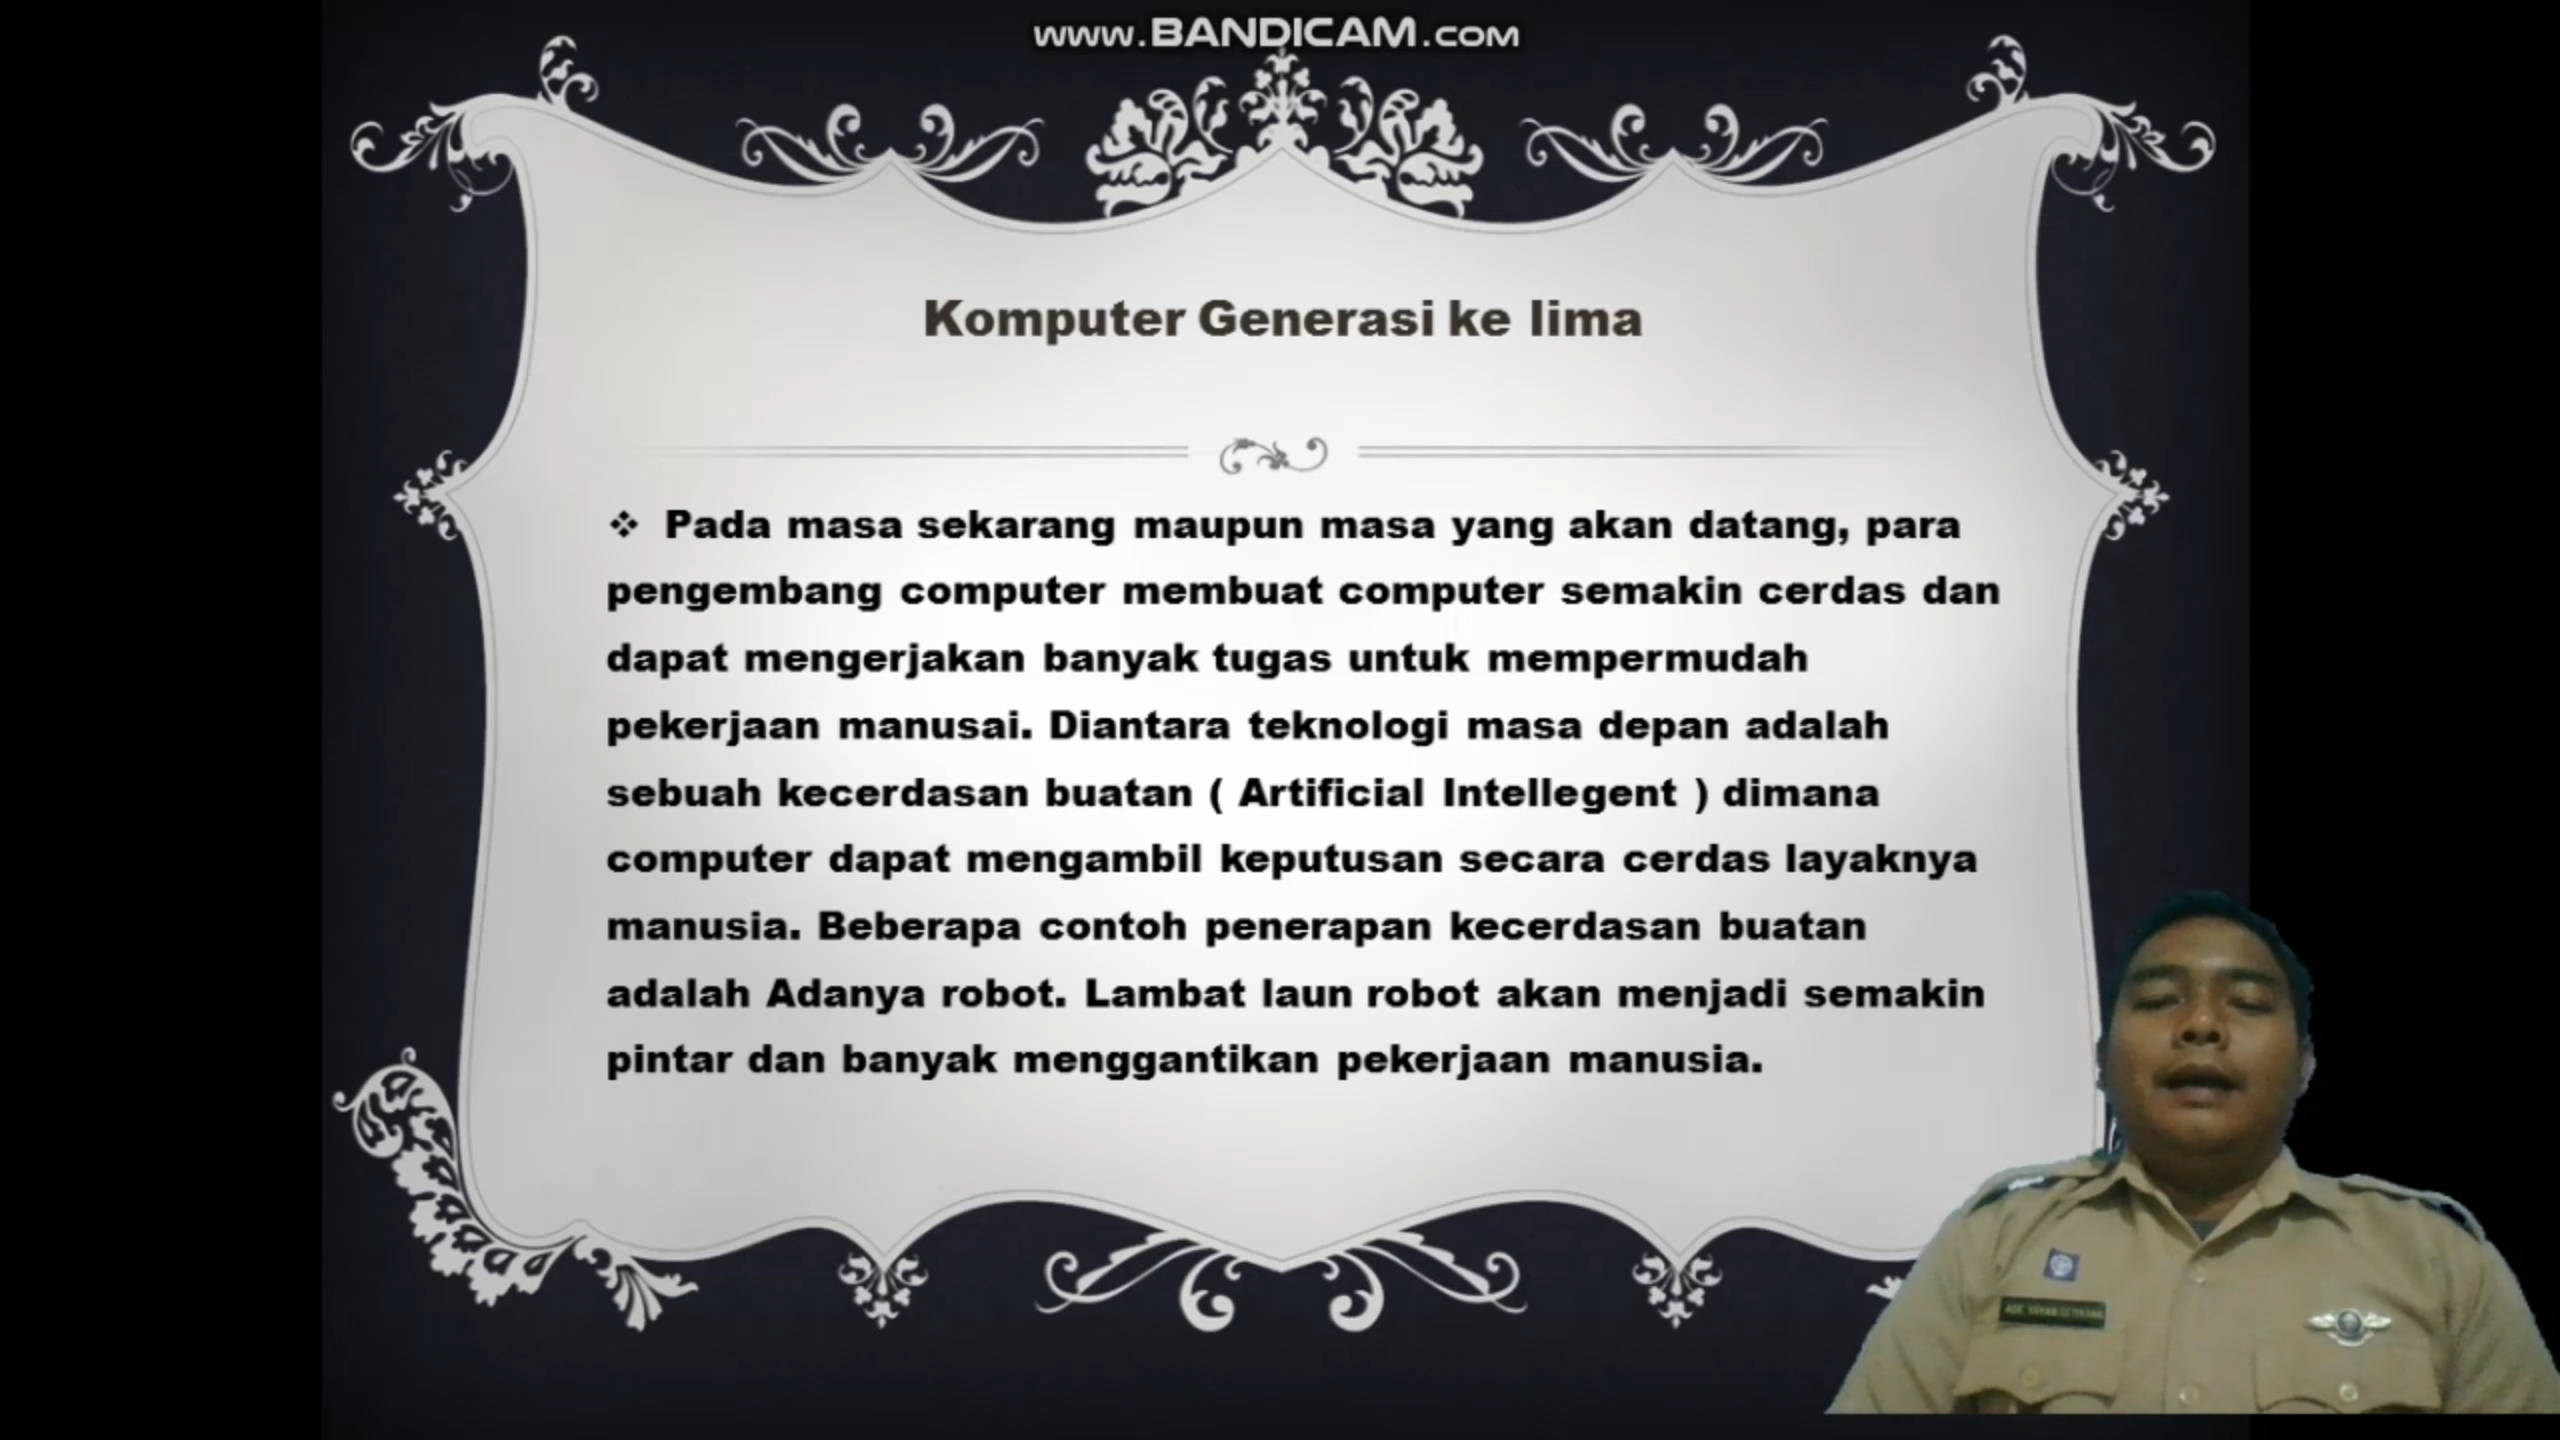 www.BANDICAM.com
Komputer Generasi ke lima
❖ Pada masa sekarang maupun masa yang akan datang, para
pengembang computer membuat computer semakin cerdas dan
dapat mengerjakan banyak tugas untuk mempermudah
pekerjaan manusai. Diantara teknologi masa depan adalah
sebuah kecerdasan buatan ( Artificial Intellegent ) dimana
computer dapat mengambil keputusan secara cerdas layaknya
manusia. Beberapa contoh penerapan kecerdasan buatan
adalah Adanya robot. Lambat laun robot akan menjadi semakin
pintar dan banyak menggantikan pekerjaan manusia.